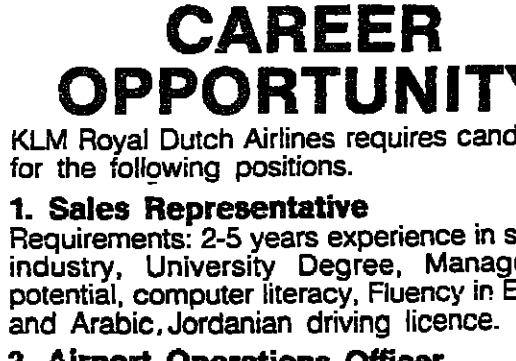 CAREER
OPPORTUNITY
KLM Royal Dutch Airlines requires cand
for the following positions.
1. Sales Representative
Requirements: 2-5 years experience in s
industry, University Degree, Manag
potential, computer literacy, Fluency in E
and Arabic, Jordanian driving licence.
2. Airport Operations Officer